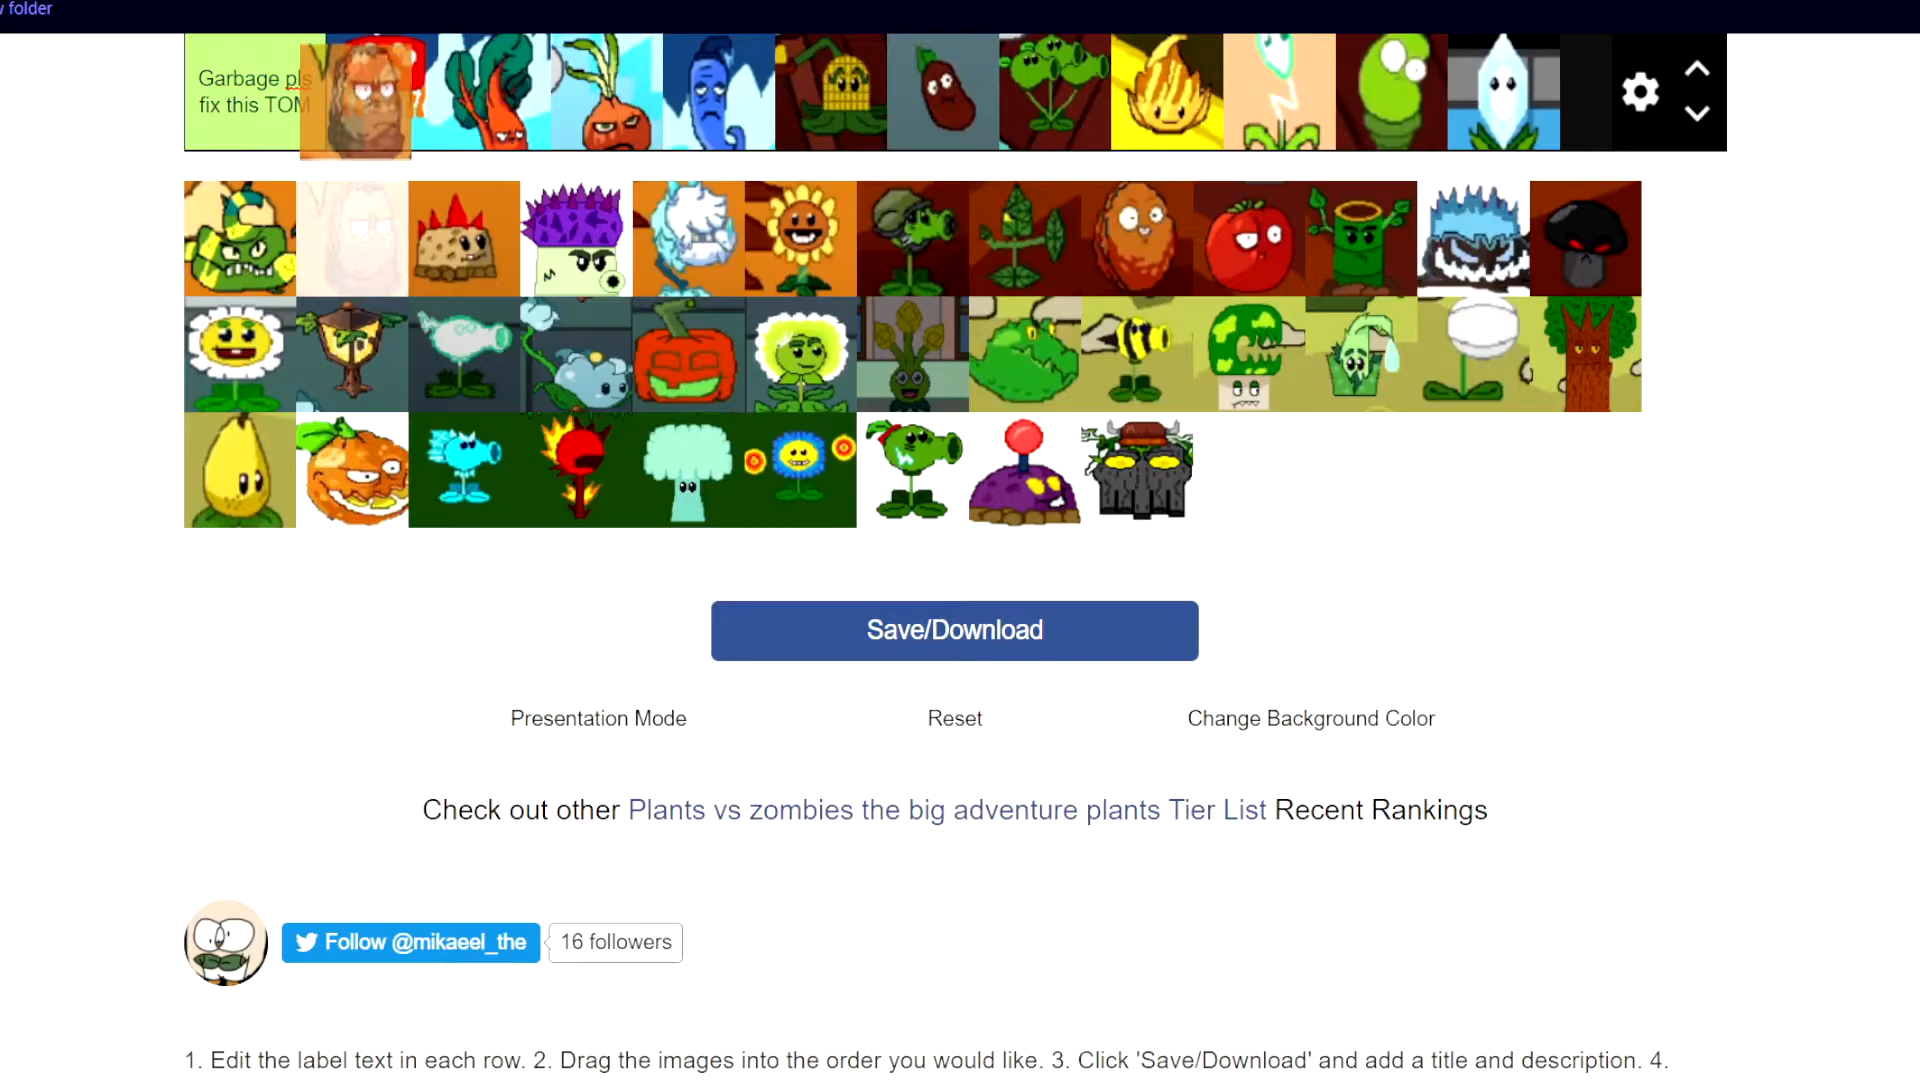 w folder
Garbage pls
fix this TOM
Save/Download
Presentation Mode
Reset
Change Background Color
Check out other Plants vs zombies the big adventure plants Tier List Recent Rankings
Follow @mikaeel_the
16 followers
1. Edit the label text in each row. 2. Drag the images into the order you would like. 3. Click 'Save/Download' and add a title and description. 4.